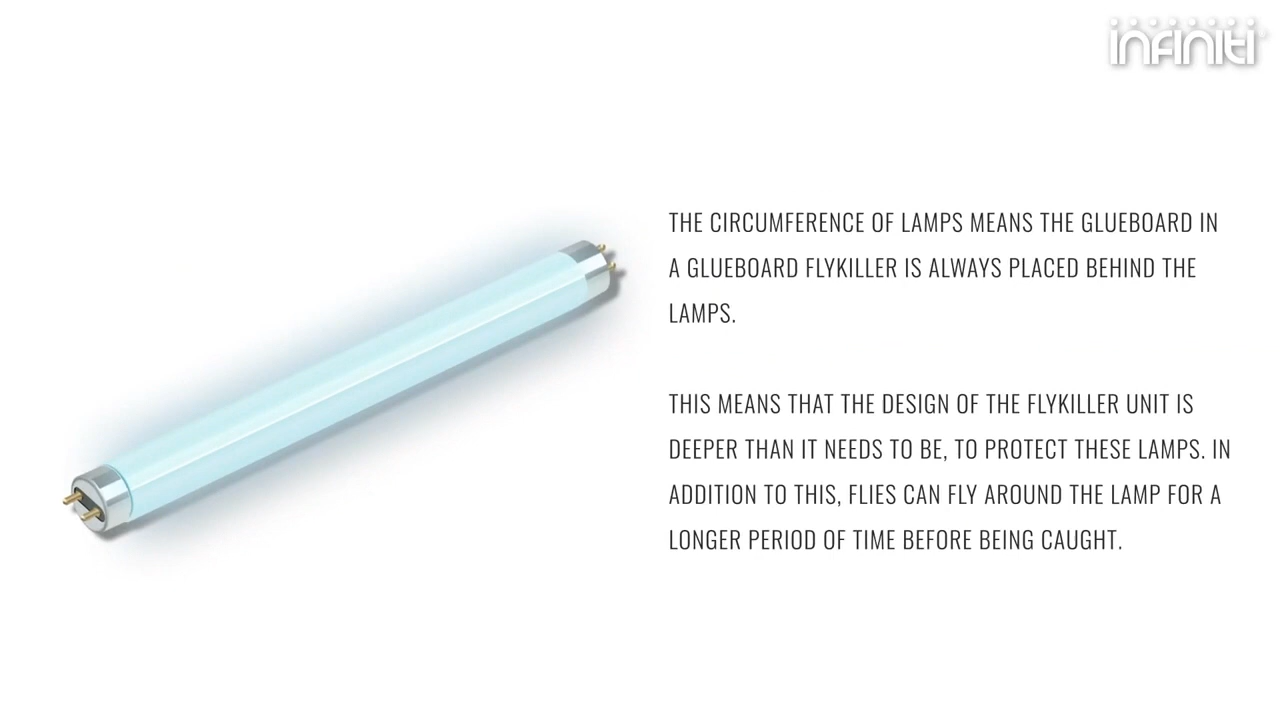 infiniti
THE CIRCUMFERENCE OF LAMPS MEANS THE GLUEBOARD IN
A GLUEBOARD FLYKILLER IS ALWAYS PLACED BEHIND THE
LAMPS.
THIS MEANS THAT THE DESIGN OF THE FLYKILLER UNIT IS
DEEPER THAN IT NEEDS TO BE, TO PROTECT THESE LAMPS. IN
ADDITION TO THIS, FLIES CAN FLY AROUND THE LAMP FOR A
LONGER PERIOD OF TIME BEFORE BEING CAUGHT.